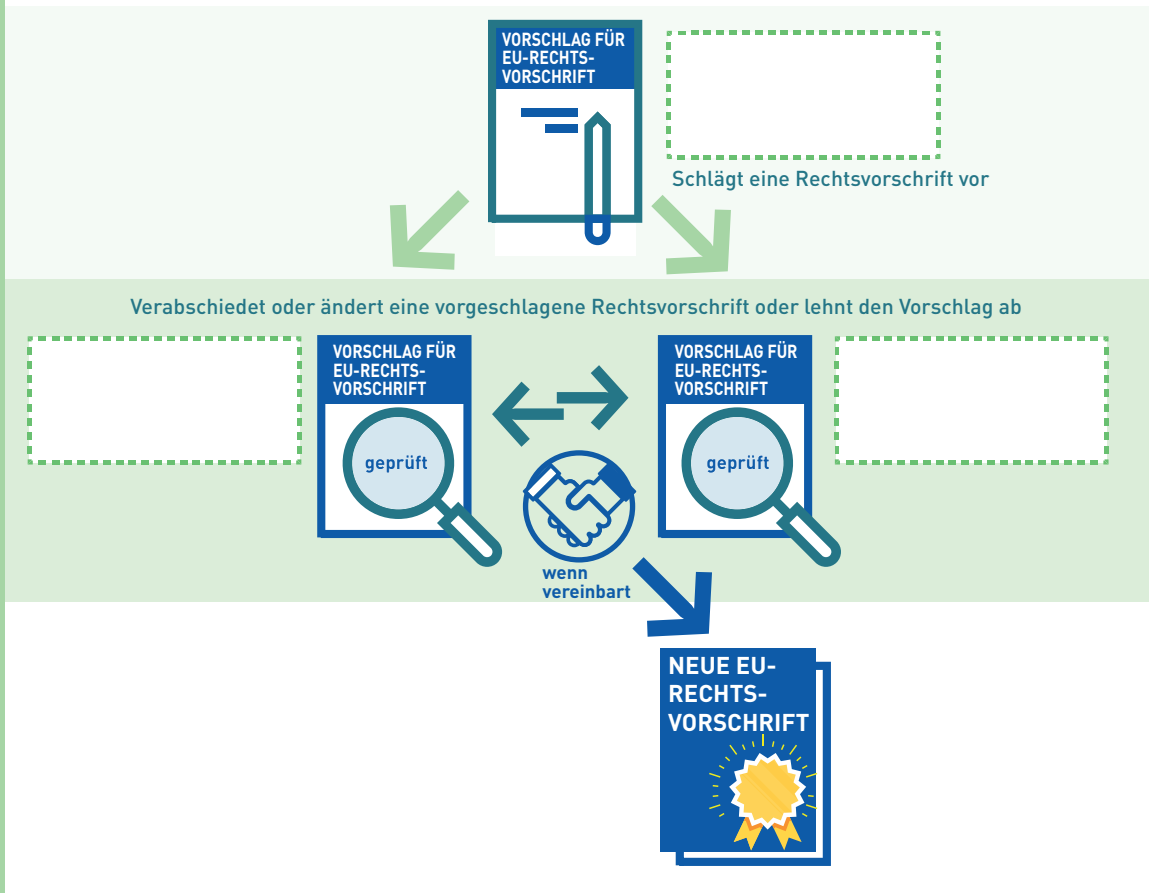 VORSCHLAG FÜR
EU-RECHTS-
VORSCHRIFT
Schlägt eine Rechtsvorschrift vor
Verabschiedet oder ändert eine vorgeschlagene Rechtsvorschrift oder lehnt den Vorschlag ab
VORSCHLAG FÜR
EU-RECHTS-
VORSCHRIFT
geprüft
VORSCHLAG FÜR
EU-RECHTS-
VORSCHRIFT
geprüft
wenn
vereinbart
NEUE EU-
RECHTS-
VORSCHRIFT